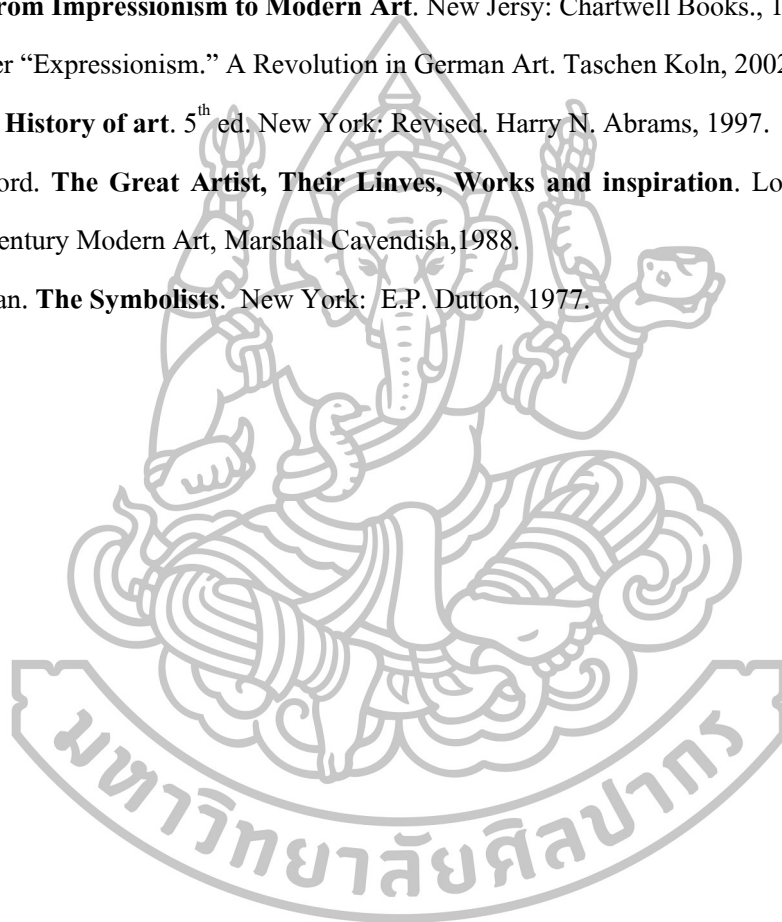 rom Impressionism to Modern Art. New Jersy: Chartwell Books., 1
er “Expressionism.” A Revolution in German Art. Taschen Koln, 2002
History of art. 5th ed. New York: Revised. Harry N. Abrams, 1997.
ord. The Great Artist, Their Linves, Works and inspiration. Lo
entury Modern Art, Marshall Cavendish,1988.
an. The Symbolists. New York: E.P. Dutton, 1977.
มหาวิทยาลัยศิลปากร